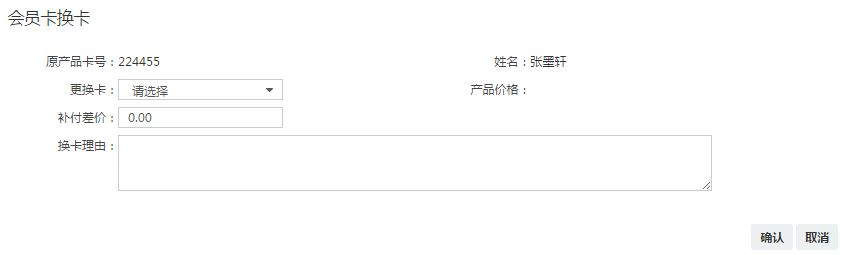 会员卡换卡
原产品卡号：224455 姓名：张墨轩
更换卡： 请选择 产品价格：
补付差价： 0.00
换卡理由：
确认 取消